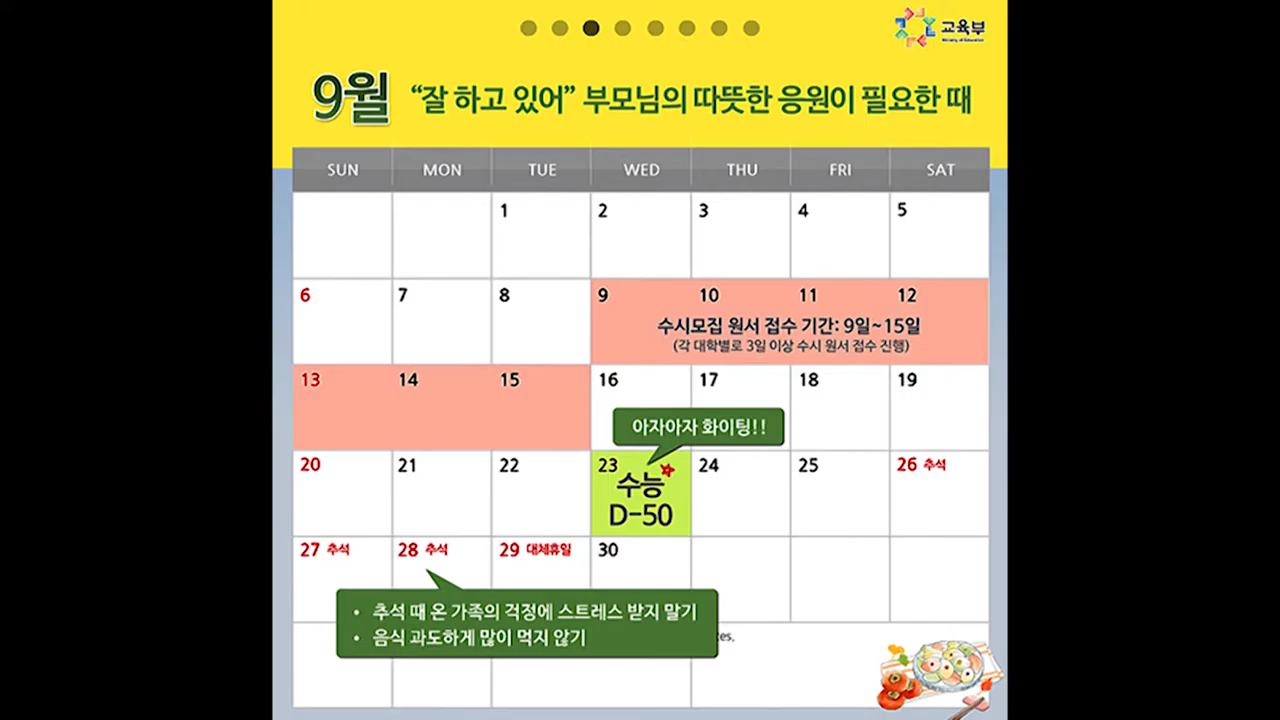 교육부
Ministry of Education
9월 “잘 하고 있어” 부모님의 따뜻한 응원이 필요한 때
SUN MON TUE WED THU FRI SAT
1 2 3 4 5
6 7 8 9 10 11 12
수시모집 원서 접수 기간: 9일~15일
(각 대학별로 3일 이상 수시 원서 접수 진행)
13 14 15 16 17 18 19
아자아자 화이팅!!
20 21 22 23 24 25 26 추석
수능
D-50
27 추석 28 추석 29 대체휴일 30
• 추석 때 온 가족의 걱정에 스트레스 받지 말기
• 음식 과도하게 많이 먹지 않기